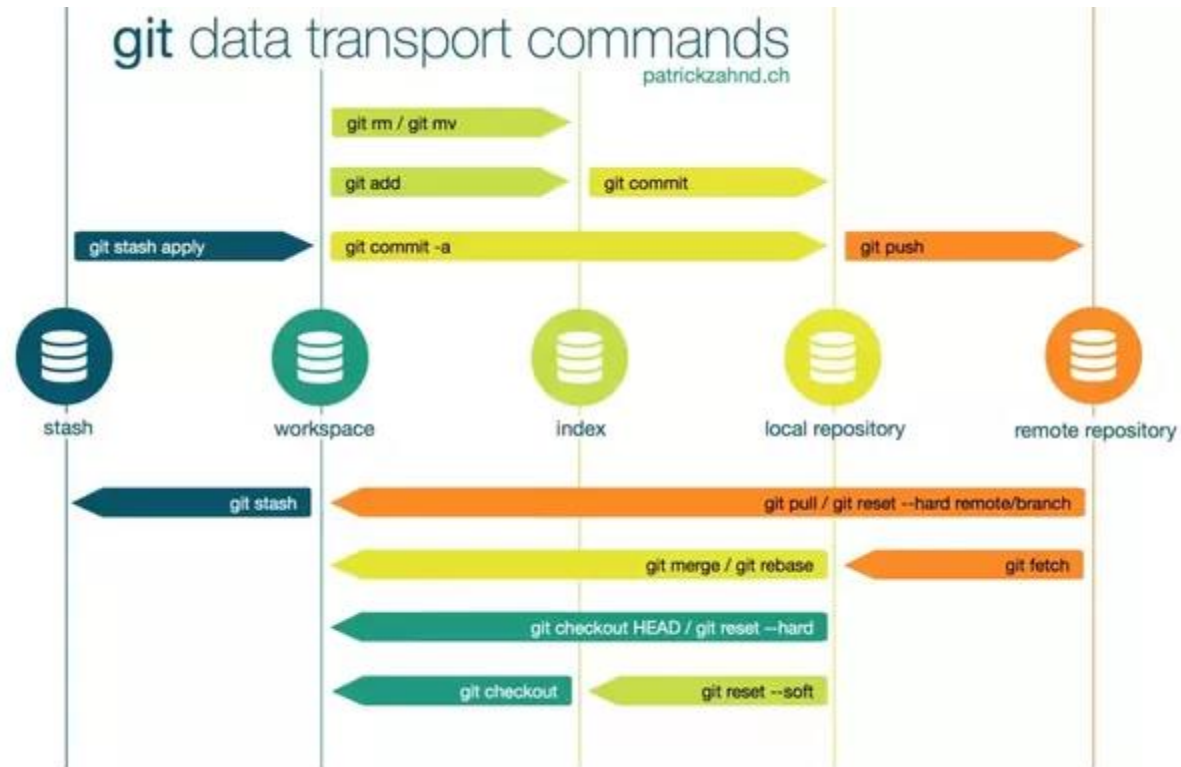 git data transport commands
patrickzahnd.ch
git rm / git mv
git add
git commit
git stash apply
git commit -a
git push
stash
workspace
index
local repository
remote repository
git stash
git pull / git reset --hard remote/branch
git merge / git rebase
git fetch
git checkout HEAD / git reset --hard
git checkout
git reset --soft